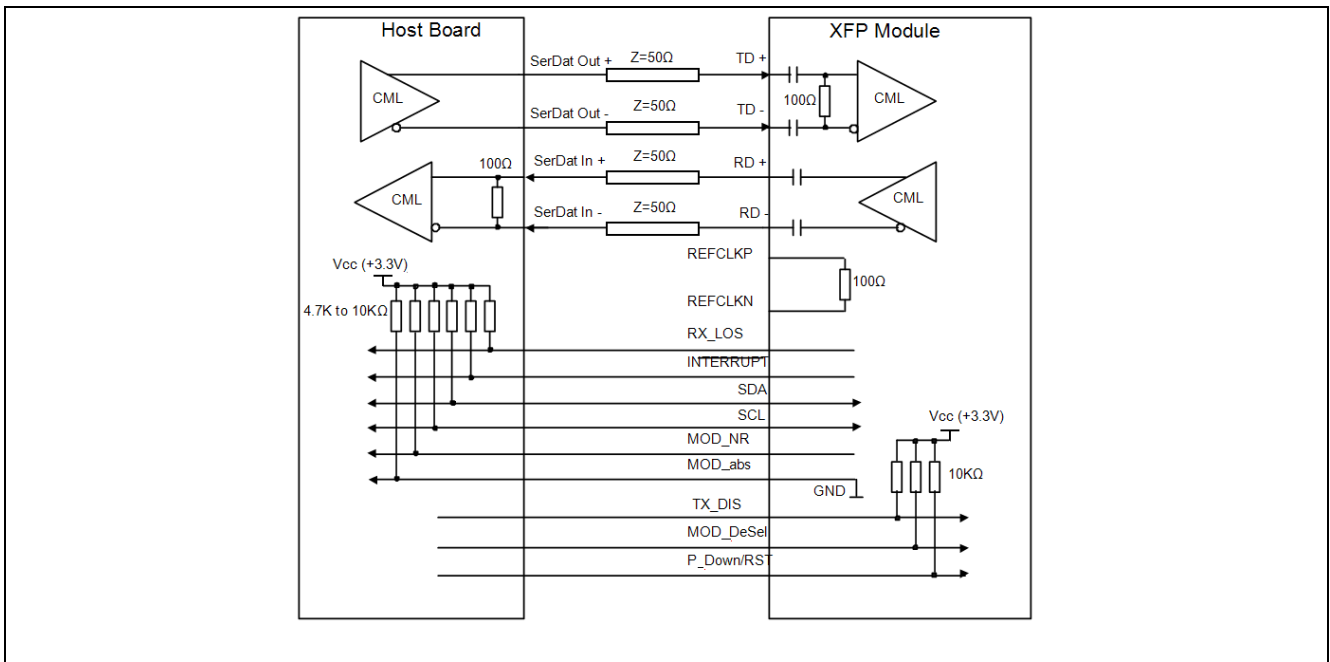 Host Board
XFP Module
SerDat Out +
Z=50Ω
TD +
CML
100Ω
CML
SerDat Out -
Z=50Ω
TD -
100Ω
SerDat In +
Z=50Ω
RD +
CML
CML
SerDat In -
Z=50Ω
RD -
REFCLKP
Vcc (+3.3V)
100Ω
REFCLKN
4.7K to 10KΩ
RX_LOS
INTERRUPT
SDA
SCL
Vcc (+3.3V)
MOD_NR
MOD_abs
10KΩ
GND
TX_DIS
MOD_DeSel
P_Down/RST